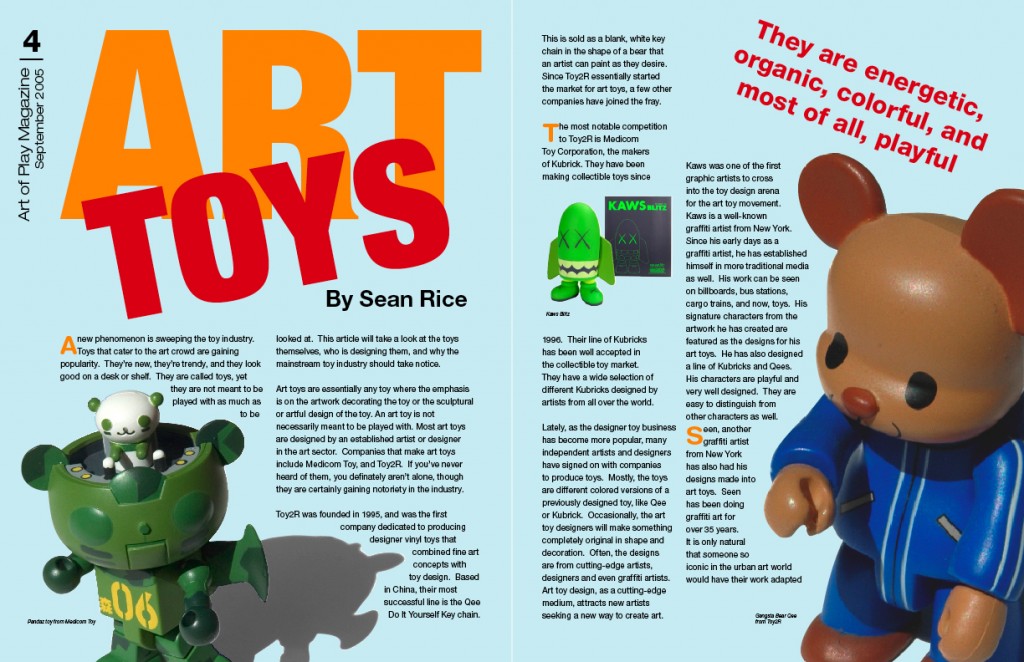 4
Art of Play Magazine
September 2005
ART
TOYS
By Sean Rice
A new phenomenon is sweeping the toy industry.
Toys that cater to the art crowd are gaining
popularity. They're new, they're trendy, and they look
good on a desk or shelf. They are called toys, yet
they are not meant to be
played with as much as
to be
06
Pandaz toy from Medicom Toy
looked at. This article will take a look at the toys
themselves, who is designing them, and why the
mainstream toy industry should take notice.
Art toys are essentially any toy where the emphasis
is on the artwork decorating the toy or the sculptural
or artful design of the toy. An art toy is not
necessarily meant to be played with. Most art toys
are designed by an established artist or designer
in the art sector. Companies that make art toys
include Medicom Toy, and Toy2R. If you've never
heard of them, you definately aren't alone, though
they are certainly gaining notoriety in the industry.
Toy2R was founded in 1995, and was the first
company dedicated to producing
designer vinyl toys that
combined fine art
concepts with
toy design. Based
in China, their most
successful line is the Qee
Do It Yourself Key chain.
This is sold as a blank, white key
chain in the shape of a bear that
an artist can paint as they desire.
Since Toy2R essentially started
the market for art toys, a few other
companies have joined the fray.
The most notable competition
to Toy2R is Medicom
Toy Corporation, the makers
of Kubrick. They have been
making collectible toys since
KAWS
BLITZ
Kaws Blitz
1996. Their line of Kubricks
has been well accepted in
the collectible toy market.
They have a wide selection of
different Kubricks designed by
artists from all over the world.
Lately, as the designer toy business
has become more popular, many
independent artists and designers
have signed on with companies
to produce toys. Mostly, the toys
are different colored versions of a
previously designed toy, like Qee
or Kubrick. Occasionally, the art
toy designers will make something
completely original in shape and
decoration. Often, the designs
are from cutting-edge artists,
designers and even graffiti artists.
Art toy design, as a cutting-edge
medium, attracts new artists
seeking a new way to create art.
They are energetic,
organic, colorful, and
most of all, playful
Kaws was one of the first
graphic artists to cross
into the toy design arena
for the art toy movement.
Kaws is a well-known
graffiti artist from New York.
Since his early days as a
graffiti artist, he has established
himself in more traditional media
as well. His work can be seen
on billboards, bus stations,
cargo trains, and now, toys. His
signature characters from the
artwork he has created are
featured as the designs for his
art toys. He has also designed
a line of Kubricks and Qees.
His characters are playful and
very well designed. They are
easy to distinguish from
other characters as well.
Seen, another
graffiti artist
from New York
has also had his
designs made into
art toys. Seen
has been doing
graffiti art for
over 35 years.
It is only natural
that someone so
iconic in the urban art world
would have their work adapted
Gangsta Bear Qee
from Toy2R